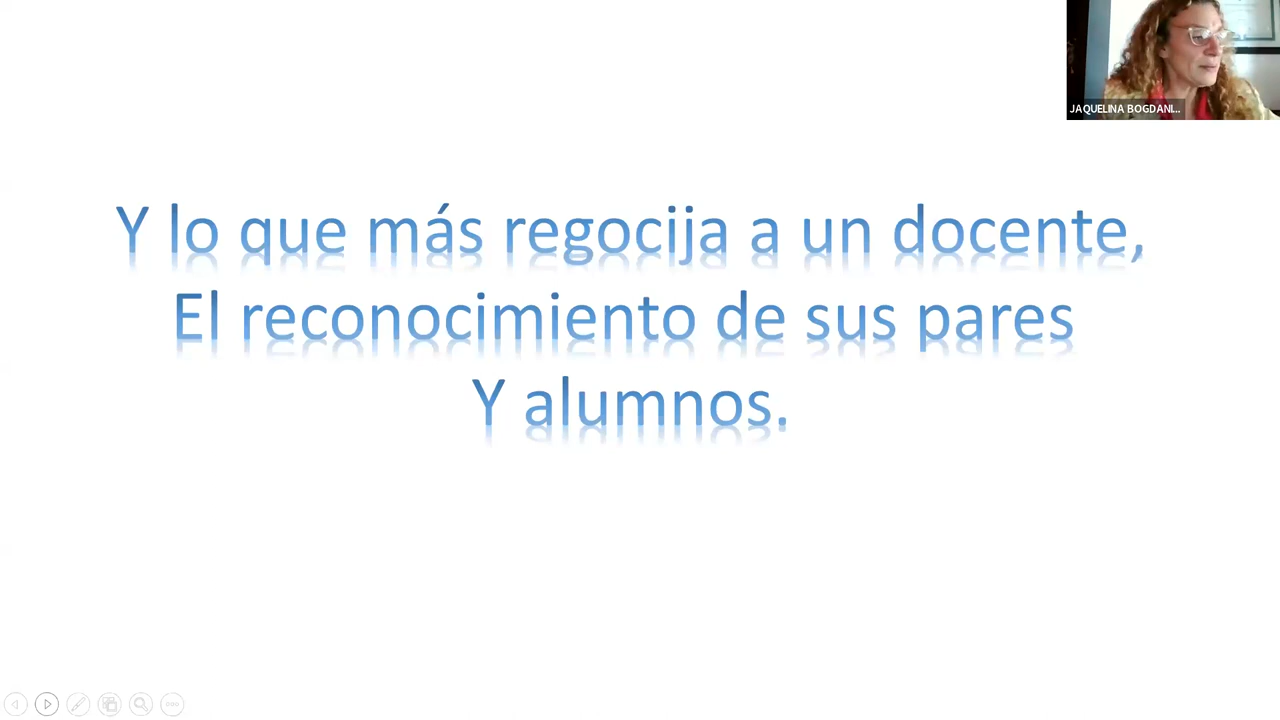 JAQUELINA BOGDANI...
Y lo que más regocija a un docente,
El reconocimiento de sus pares
Y alumnos.